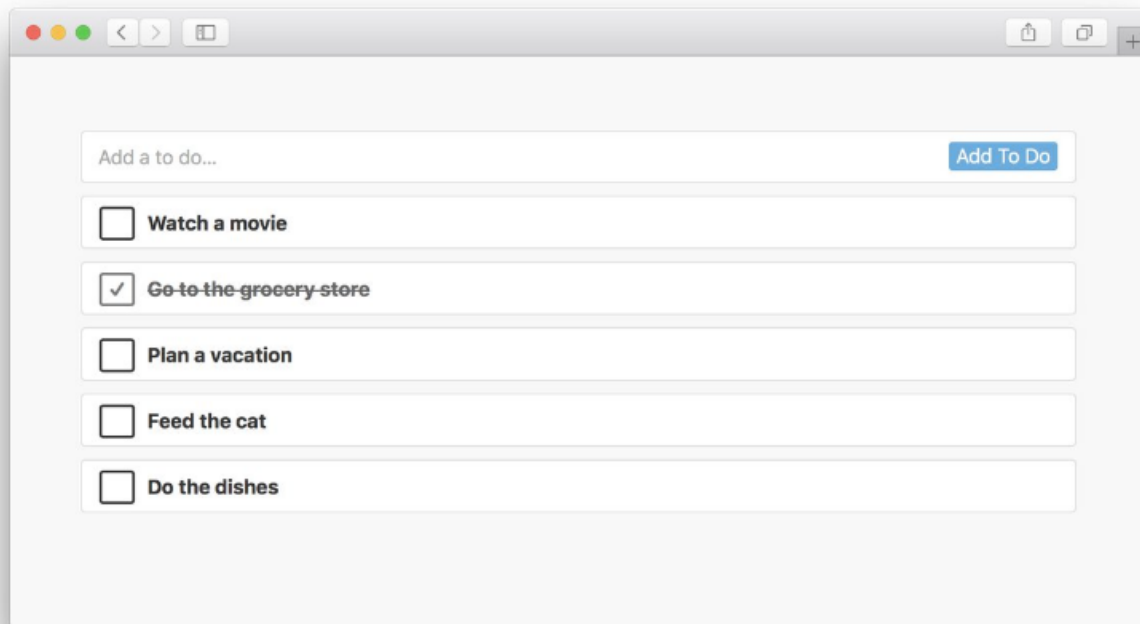 Add a to do...
Add To Do
Watch a movie
Go to the grocery store
Plan a vacation
Feed the cat
Do the dishes